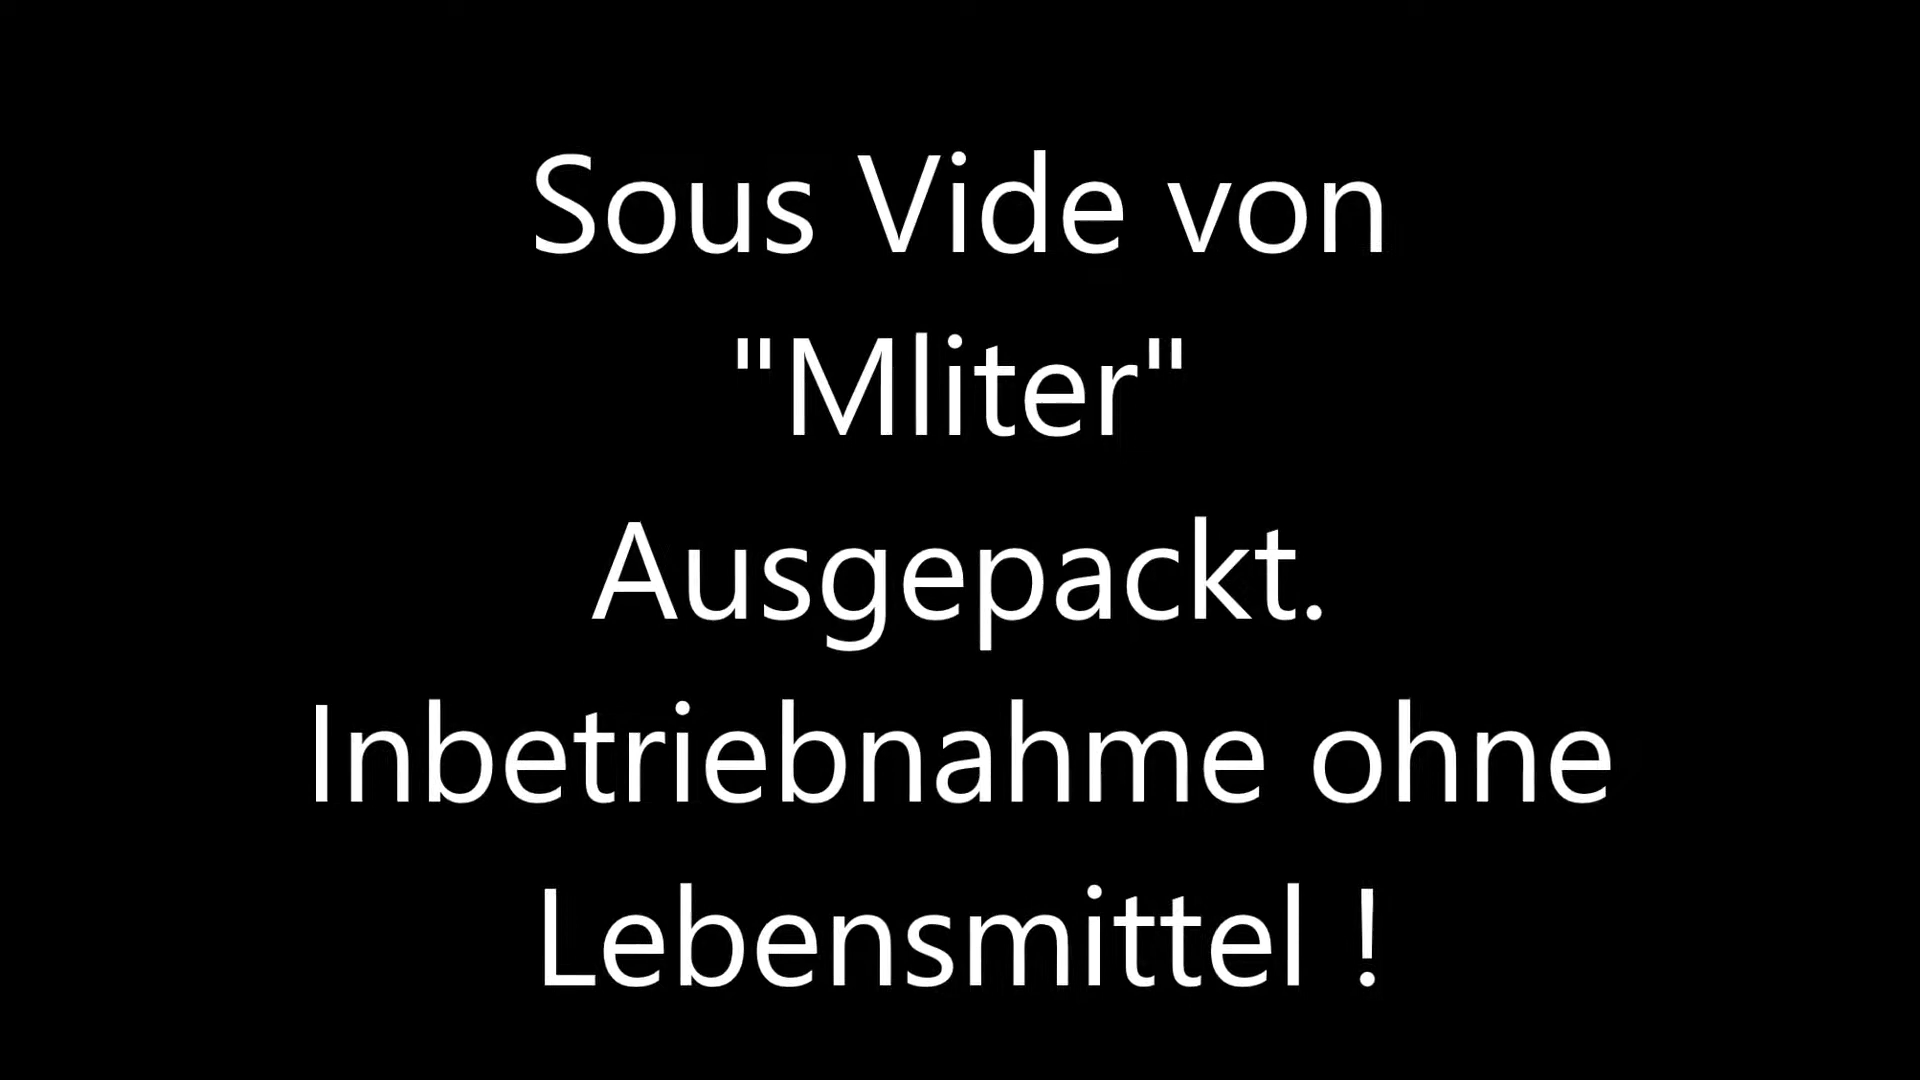 Sous Vide von
"Mliter"
Ausgepackt.
Inbetriebnahme ohne
Lebensmittel !